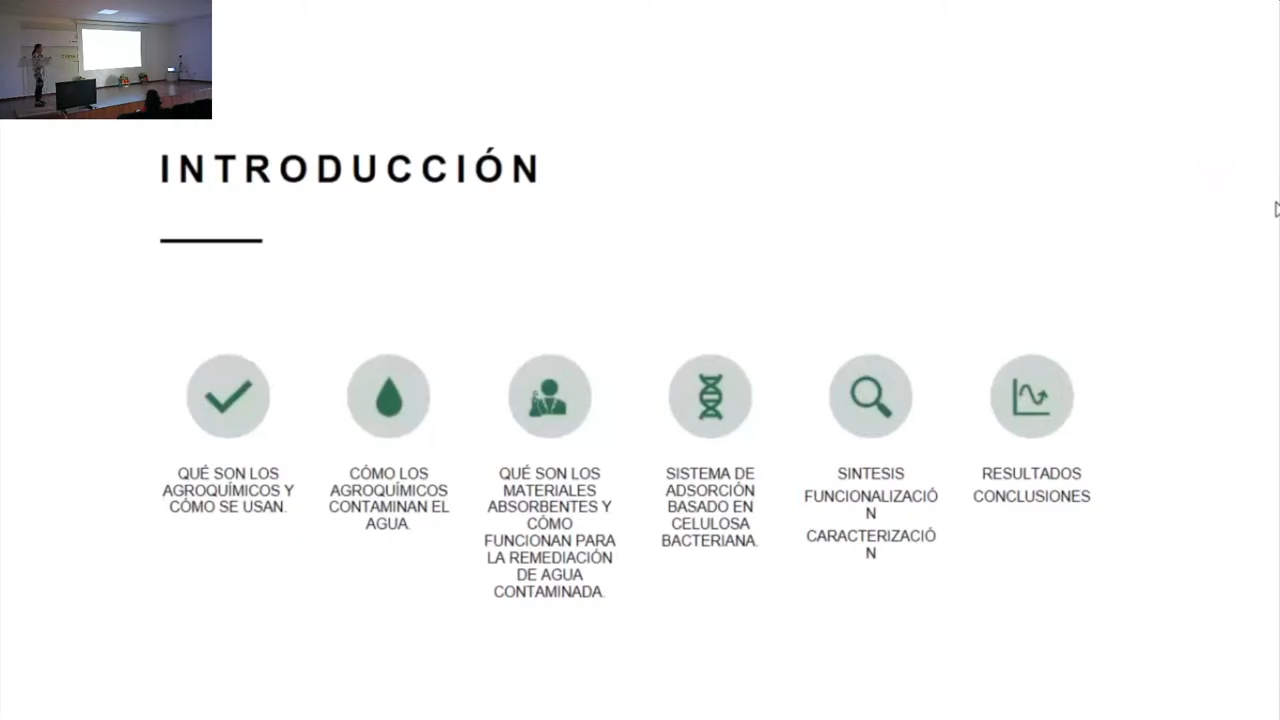 INTRODUCCIÓN
QUÉ SON LOS
AGROQUÍMICOS Y
CÓMO SE USAN.
CÓMO LOS
AGROQUÍMICOS
CONTAMINAN EL
AGUA.
QUÉ SON LOS
MATERIALES
ABSORBENTES Y
CÓMO
FUNCIONAN PARA
LA REMEDIACIÓN
DE AGUA
CONTAMINADA.
SISTEMA DE
ADSORCIÓN
BASADO EN
CELULOSA
BACTERIANA.
SINTESIS
FUNCIONALIZACIÓ
N
CARACTERIZACIÓ
N
RESULTADOS
CONCLUSIONES